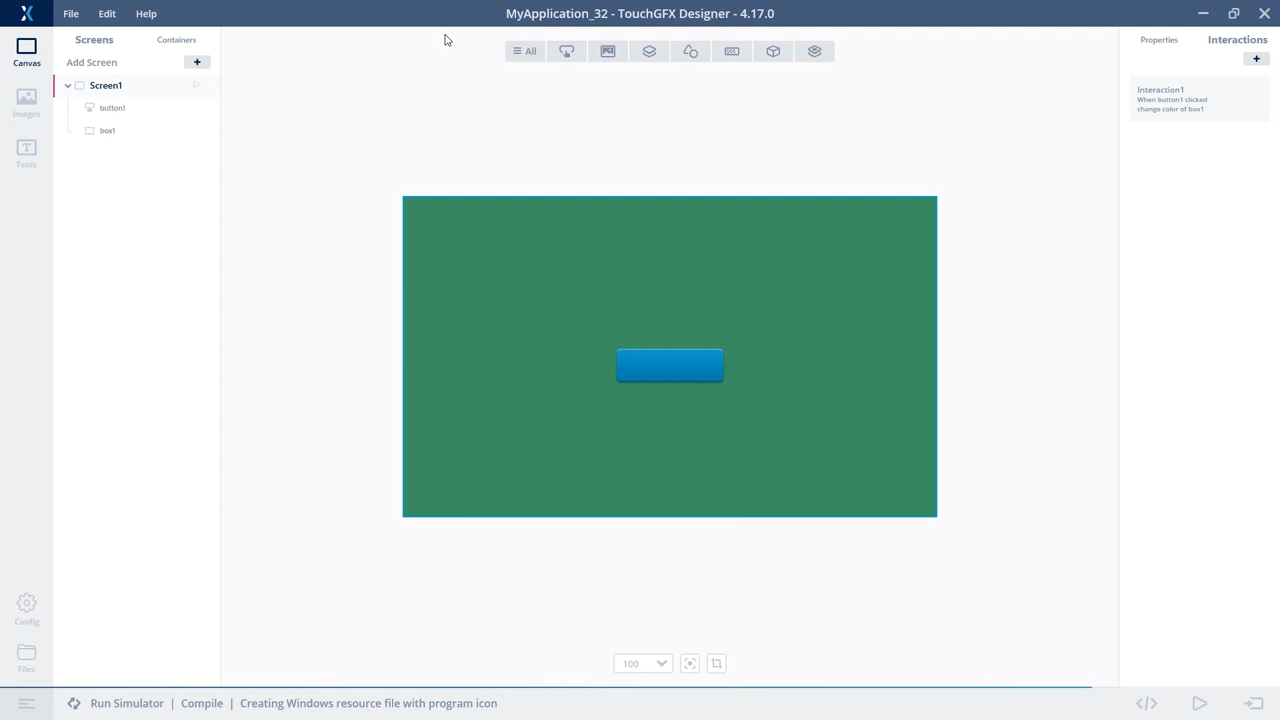 File Edit Help
MyApplication_32 - TouchGFX Designer - 4.17.0
Canvas
Images
Texts
Config
Files
Screens Containers
Add Screen +
Screen1
button1
box1
All
Properties Interactions
+
Interaction1
When button1 clicked
change color of box1
100
Run Simulator | Compile | Creating Windows resource file with program icon